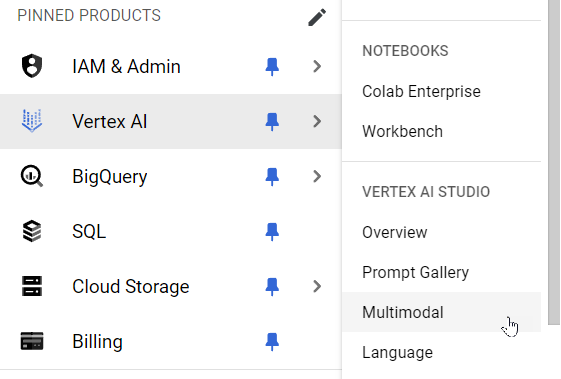 PINNED PRODUCTS
IAM & Admin
Vertex AI
BigQuery
SQL
Cloud Storage
Billing
NOTEBOOKS
Colab Enterprise
Workbench
VERTEX AI STUDIO
Overview
Prompt Gallery
Multimodal
Language